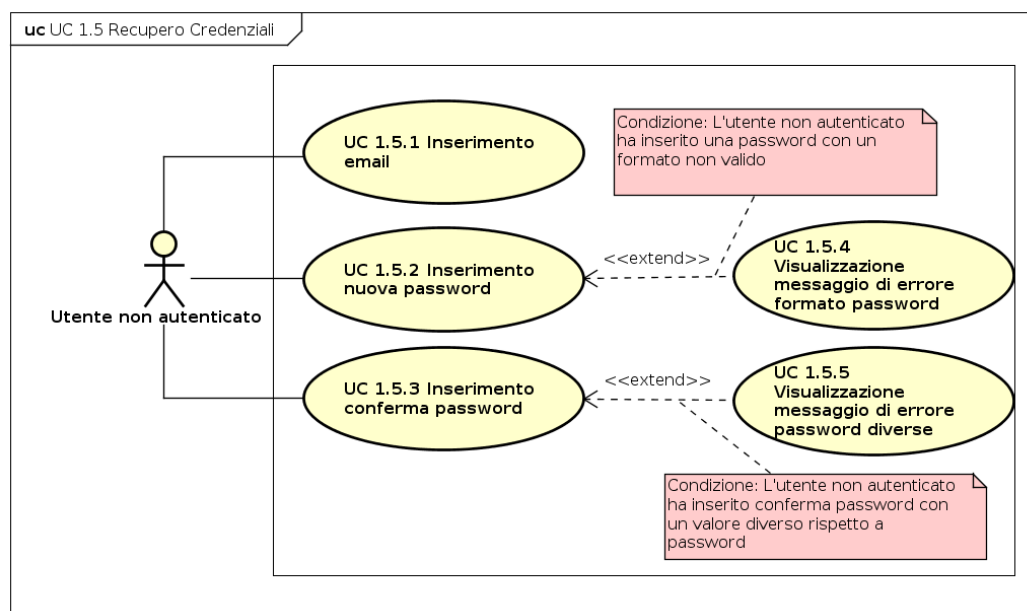 uc UC 1.5 Recupero Credenziali
UC 1.5.1 Inserimento
email
Condizione: L'utente non autenticato
ha inserito una password con un
formato non valido
Utente non autenticato
UC 1.5.2 Inserimento
nuova password
<<extend>>
UC 1.5.4
Visualizzazione
messaggio di errore
formato password
UC 1.5.3 Inserimento
conferma password
<<extend>>
UC 1.5.5
Visualizzazione
messaggio di errore
password diverse
Condizione: L'utente non autenticato
ha inserito conferma password con
un valore diverso rispetto a
password